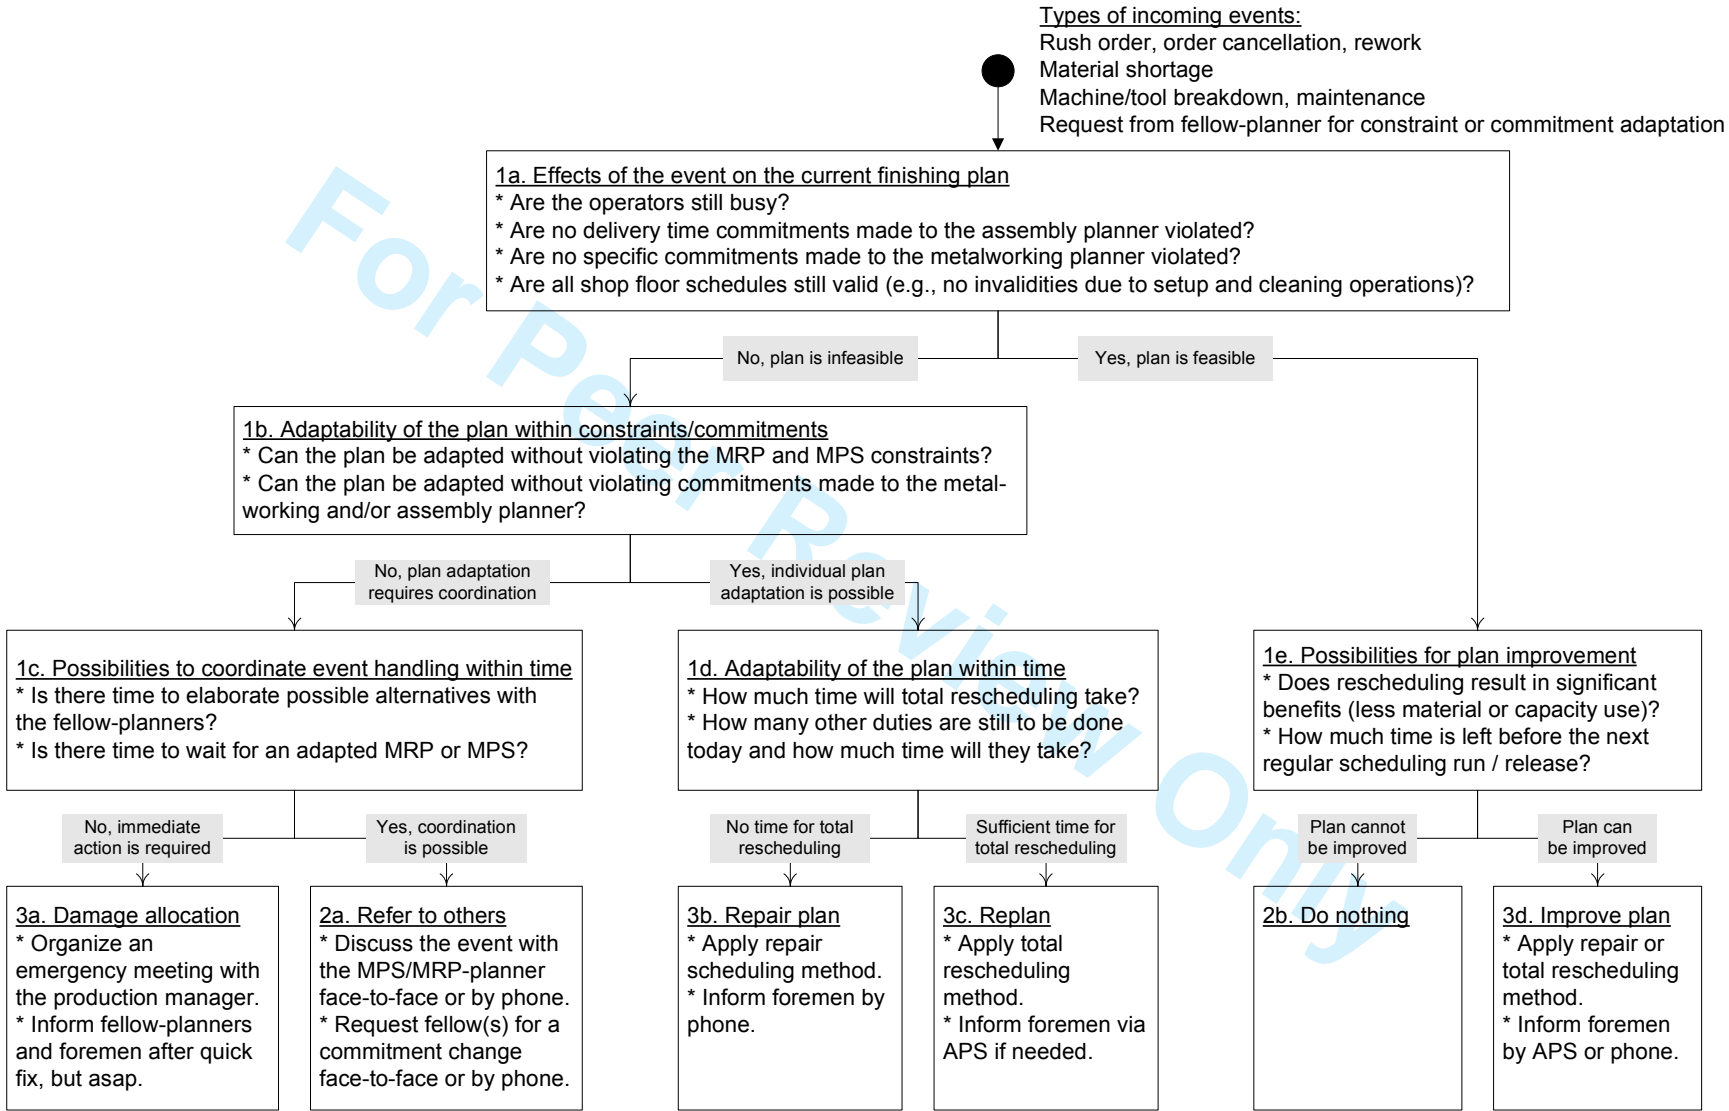 Types of incoming events:
Rush order, order cancellation, rework
Material shortage
Machine/tool breakdown, maintenance
Request from fellow-planner for constraint or commitment adaptation
1a. Effects of the event on the current finishing plan
* Are the operators still busy?
* Are no delivery time commitments made to the assembly planner violated?
* Are no specific commitments made to the metalworking planner violated?
* Are all shop floor schedules still valid (e.g., no invalidities due to setup and cleaning operations)?
No, plan is infeasible
Yes, plan is feasible
1b. Adaptability of the plan within constraints/commitments
* Can the plan be adapted without violating the MRP and MPS constraints?
* Can the plan be adapted without violating commitments made to the metal-
working and/or assembly planner?
No, plan adaptation
requires coordination
Yes, individual plan
adaptation is possible
1c. Possibilities to coordinate event handling within time
* Is there time to elaborate possible alternatives with
the fellow-planners?
* Is there time to wait for an adapted MRP or MPS?
1d. Adaptability of the plan within time
* How much time will total rescheduling take?
* How many other duties are still to be done
today and how much time will they take?
1e. Possibilities for plan improvement
* Does rescheduling result in significant
benefits (less material or capacity use)?
* How much time is left before the next
regular scheduling run / release?
No, immediate
action is required
Yes, coordination
is possible
No time for total
rescheduling
Sufficient time for
total rescheduling
Plan cannot
be improved
Plan can
be improved
3a. Damage allocation
* Organize an
emergency meeting with
the production manager.
* Inform fellow-planners
and foremen after quick
fix, but asap.
2a. Refer to others
* Discuss the event with
the MPS/MRP-planner
face-to-face or by phone.
* Request fellow(s) for a
commitment change
face-to-face or by phone.
3b. Repair plan
* Apply repair
scheduling method.
* Inform foremen by
phone.
3c. Replan
* Apply total
rescheduling
method.
* Inform foremen via
APS if needed.
2b. Do nothing
3d. Improve plan
* Apply repair or
total rescheduling
method.
* Inform foremen
by APS or phone.
For Peer Review Only